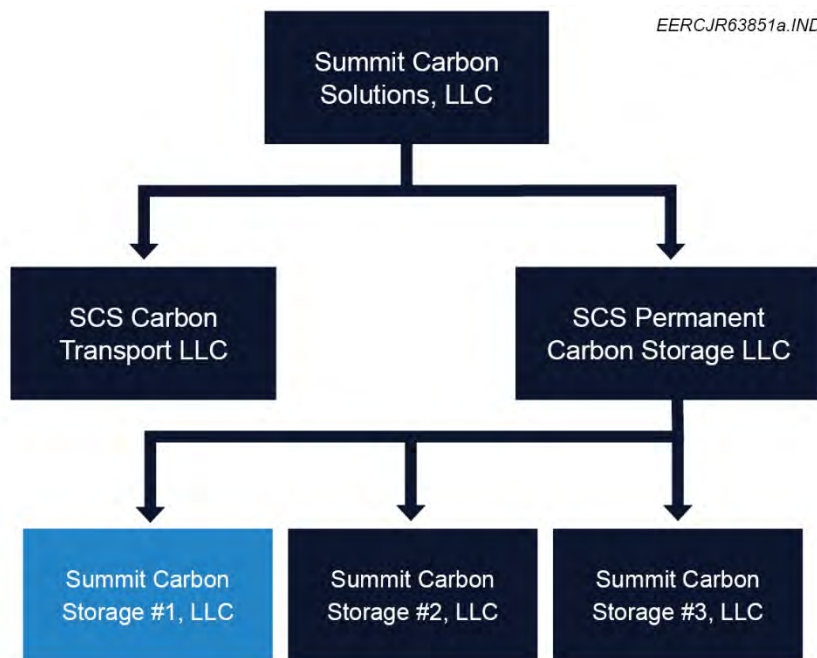 EERCJR63851a.IND
Summit Carbon
Solutions, LLC
SCS Carbon
Transport LLC
SCS Permanent
Carbon Storage LLC
Summit Carbon
Storage #1, LLC
Summit Carbon
Storage #2, LLC
Summit Carbon
Storage #3, LLC